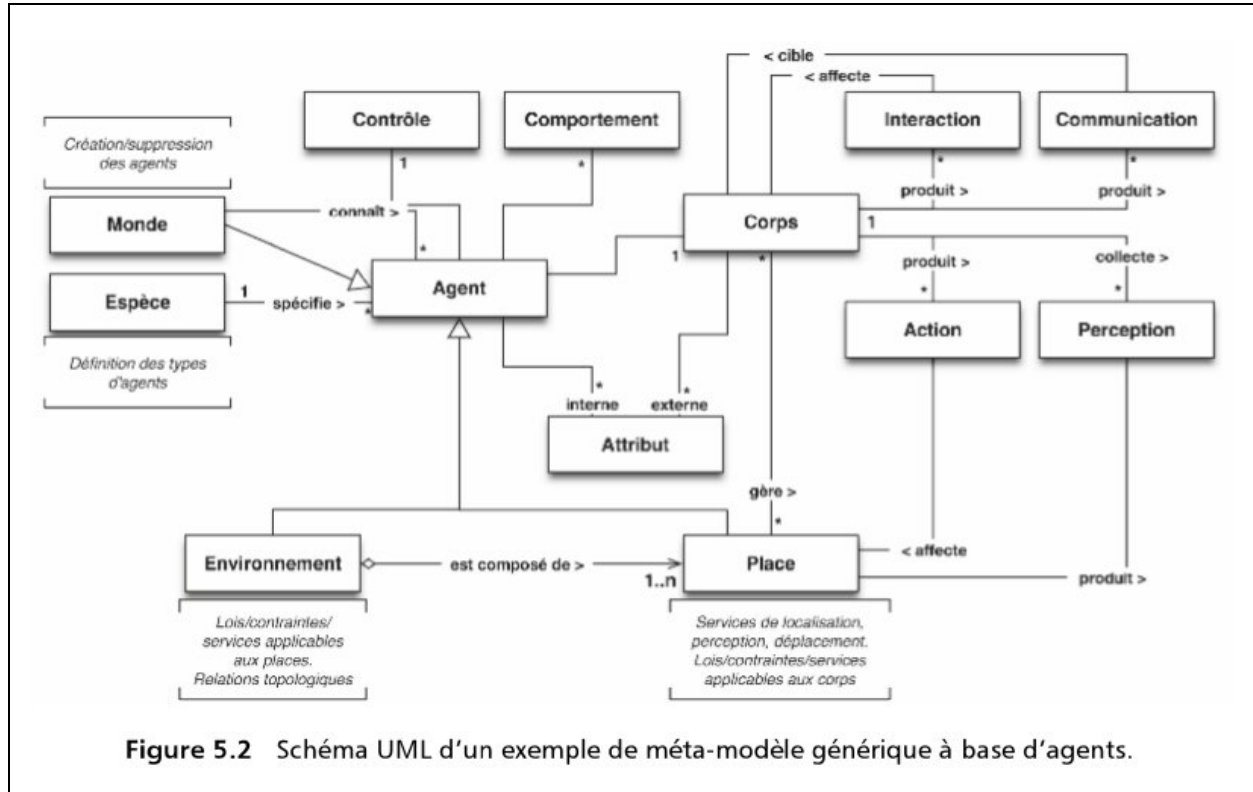 < cible
< affecte
Contrôle
Comportement
Interaction
Communication
Création/suppression
des agents
1
*
*
*
produit >
produit >
Monde
connaît >
Corps
1
*
1
*
Agent
produit >
collecte >
Espèce
1
spécifie >
*
*
*
Action
Perception
Définition des types
d'agents
*
*
interne
externe
Attribut
gère >
*
Environnement
est composé de >
1..n
Place
< affecte
produit >
Lois/contraintes/
services applicables
aux places.
Relations topologiques
Services de localisation,
perception, déplacement.
Lois/contraintes/services
applicables aux corps
Figure 5.2 Schéma UML d'un exemple de méta-modèle générique à base d'agents.